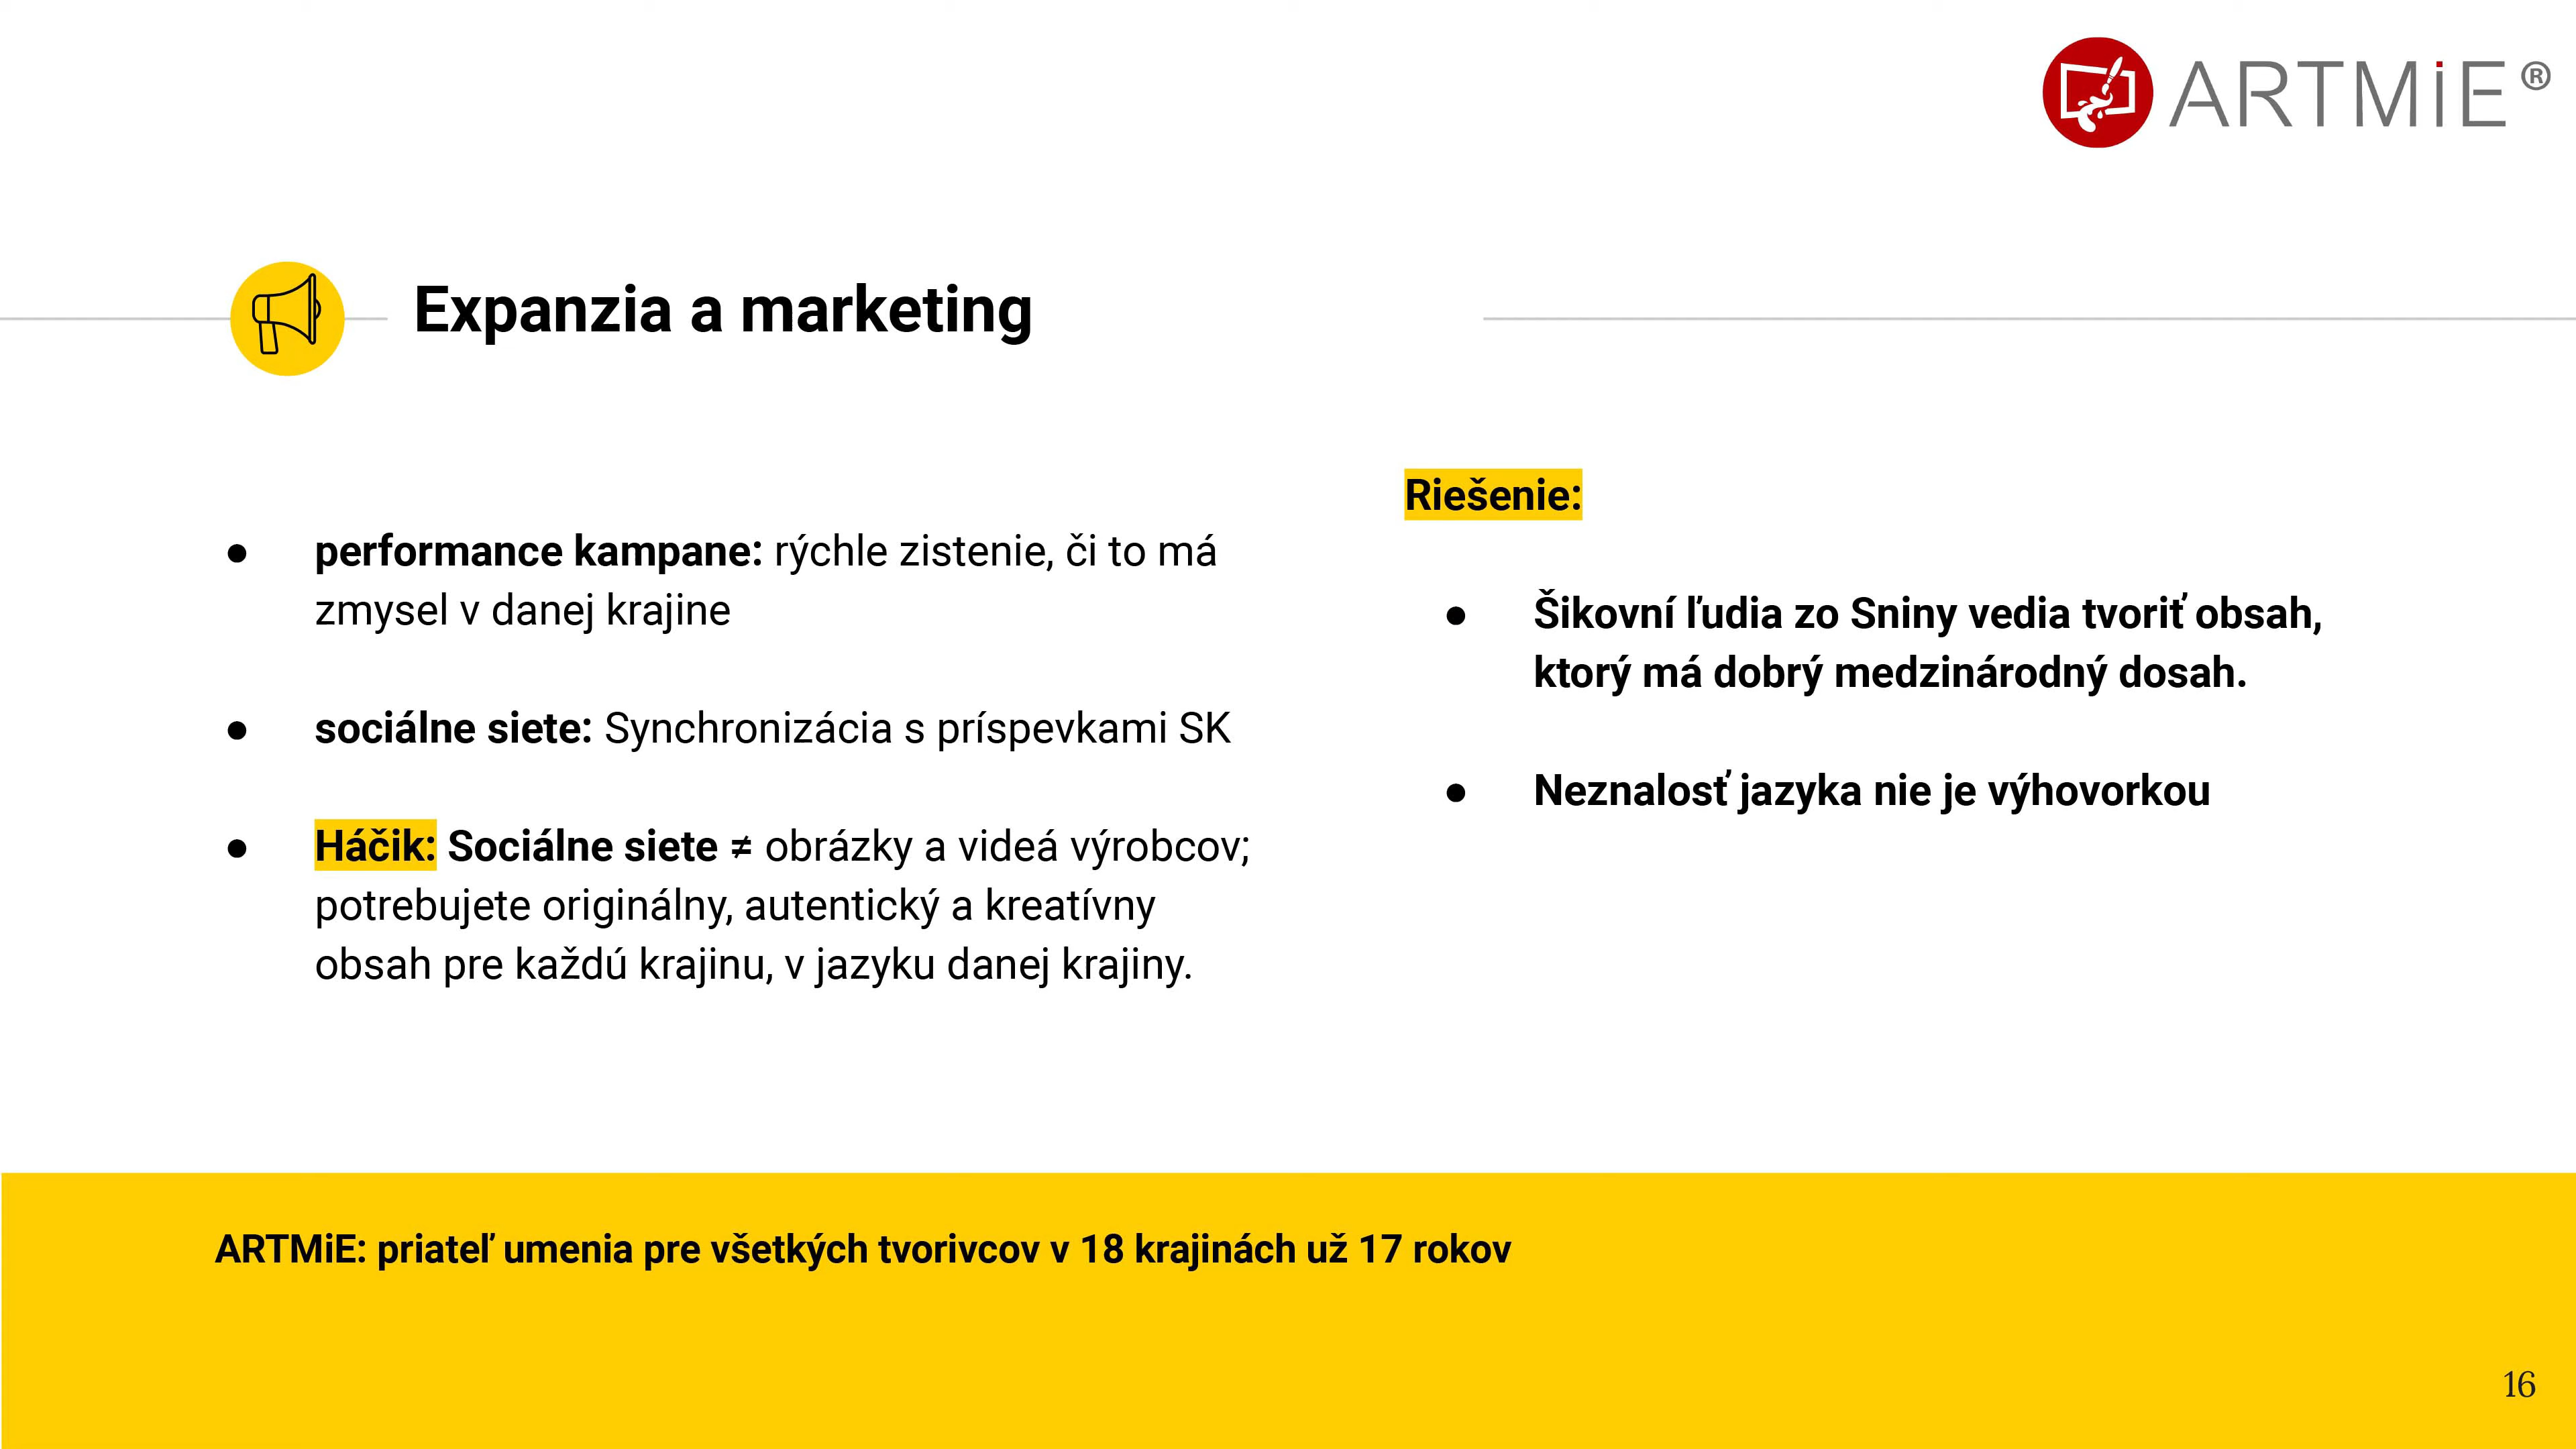 ARTMiE®
Expanzia a marketing
● performance kampane: rýchle zistenie, či to má
zmysel v danej krajine
● sociálne siete: Synchronizácia s príspevkami SK
● Háčik: Sociálne siete ≠ obrázky a videá výrobcov;
potrebujete originálny, autentický a kreatívny
obsah pre každú krajinu, v jazyku danej krajiny.
Riešenie:
● Šikovní ľudia zo Sniny vedia tvoriť obsah,
ktorý má dobrý medzinárodný dosah.
● Neznalosť jazyka nie je výhovorkou
ARTMiE: priateľ umenia pre všetkých tvorivcov v 18 krajinách už 17 rokov
16